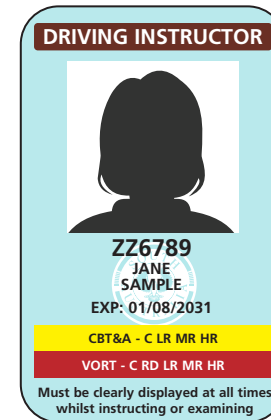 DRIVING INSTRUCTOR
ZZ6789
JANE
SAMPLE
EXP: 01/08/2031
CBT&A - C LR MR HR
VORT - C RD LR MR HR
Must be clearly displayed at all times
whilst instructing or examining